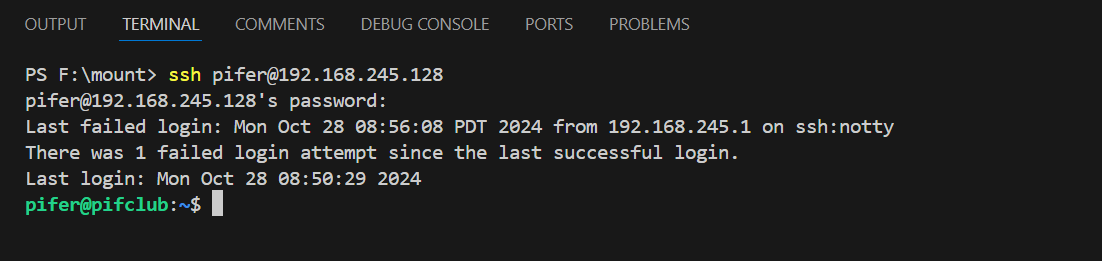 OUTPUT TERMINAL COMMENTS DEBUG CONSOLE PORTS PROBLEMS
PS F:\mount> ssh pifer@192.168.245.128
pifer@192.168.245.128's password:
Last failed login: Mon Oct 28 08:56:08 PDT 2024 from 192.168.245.1 on ssh:notty
There was 1 failed login attempt since the last successful login.
Last login: Mon Oct 28 08:50:29 2024
pifer@pifclub:~$